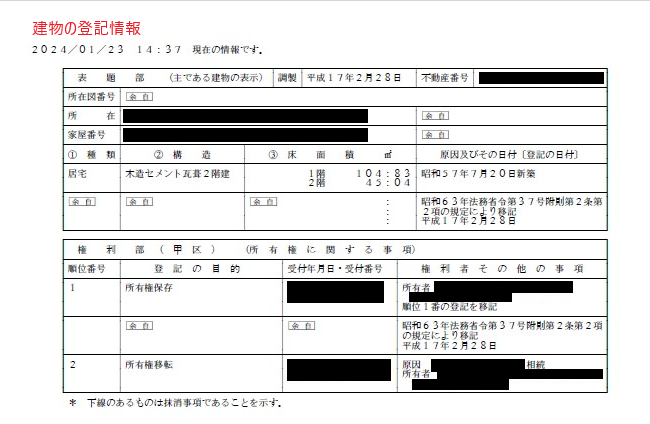 建物の登記情報
2024/01/23 14:37 現在の情報です。
表題部 (主である建物の表示) 調製 平成17年2月28日 不動産番号
所在図番号 余白
所在 余白
家屋番号 余白
① 種類 ② 構造 ③ 床面積 ㎡ 原因及びその日付〔登記の日付〕
居宅 木造セメント瓦葺2階建 1階 104:83 昭和57年7月20日新築
2階 45:04
余白 余白 余白 : 昭和63年法務省令第37号附則第2条第
: 2項の規定により移記
: 平成17年2月28日
権利部(甲区) (所有権に関する事項)
順位番号 登記の目的 受付年月日・受付番号 権利者その他の事項
1 所有権保存 所有者
順位1番の登記を移記
余白 余白 昭和63年法務省令第37号附則第2条第2項
の規定により移記
平成17年2月28日
2 所有権移転 原因 相続
所有者
* 下線のあるものは抹消事項であることを示す。